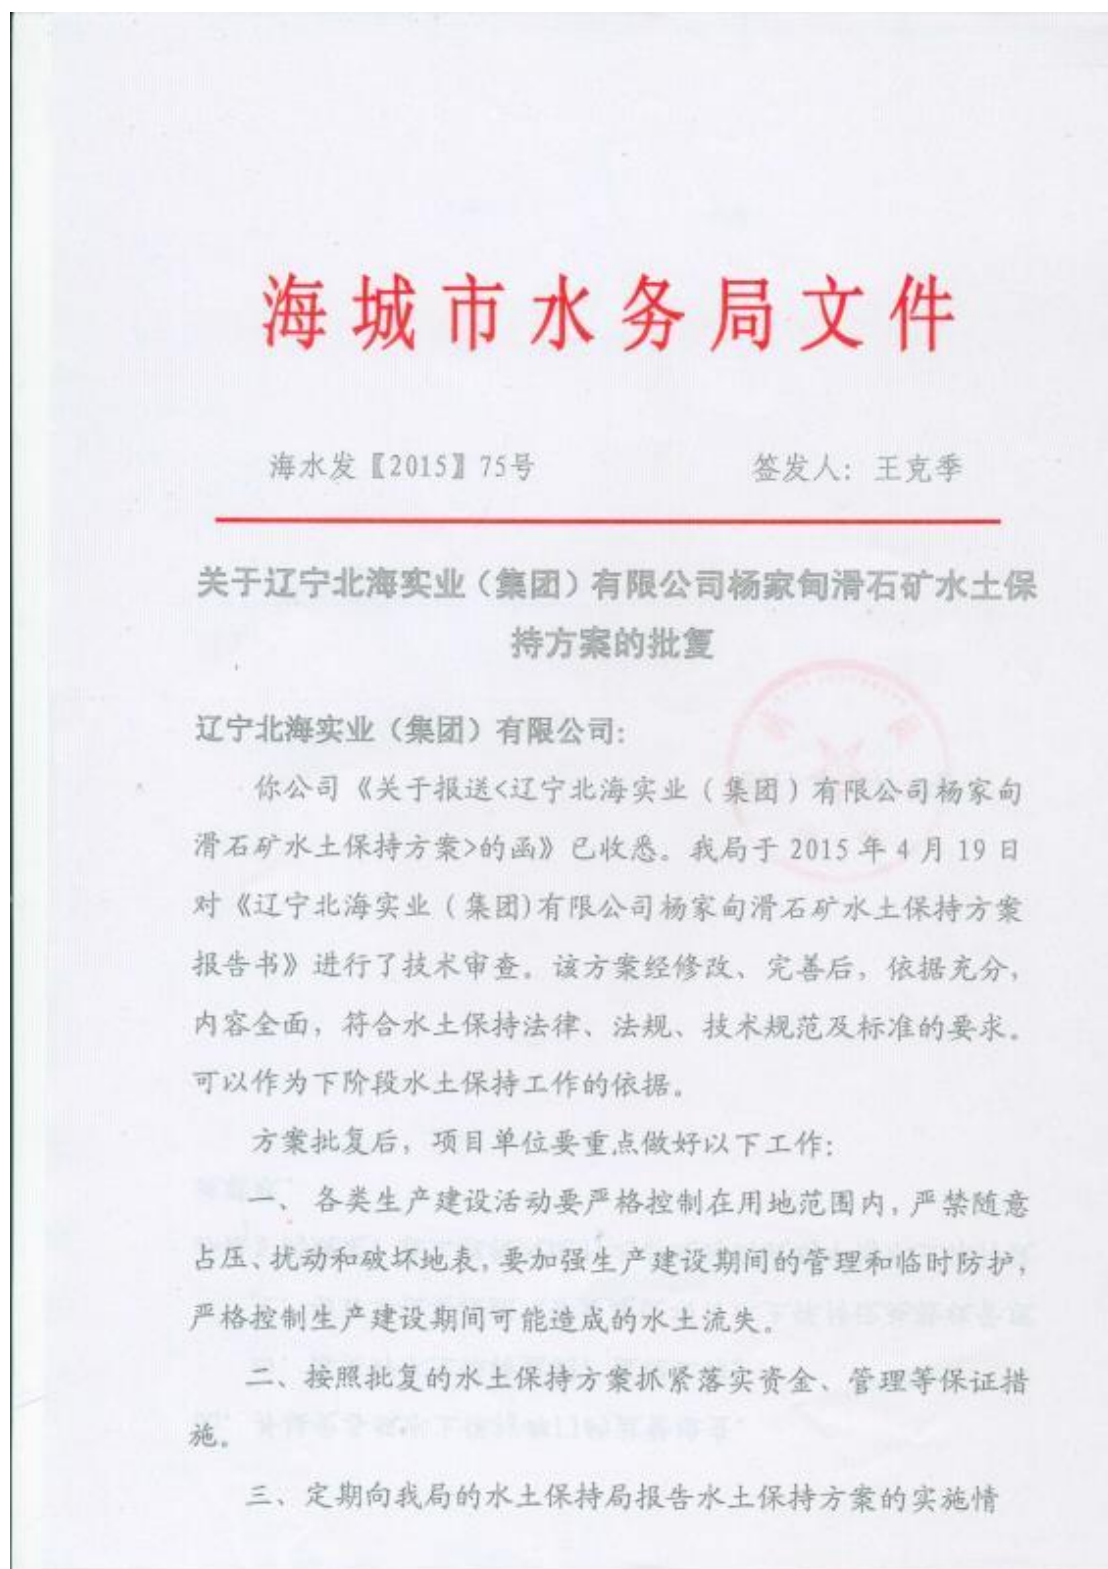 海城市水务局文件
海水发〖2015〗75号 签发人：王克季
关于辽宁北海实业（集团）有限公司杨家甸滑石矿水土保
持方案的批复
辽宁北海实业（集团）有限公司：
你公司《关于报送<辽宁北海实业（集团）有限公司杨家甸
滑石矿水土保持方案>的函》已收悉。我局于 2015 年 4 月 19 日
对《辽宁北海实业（集团)有限公司杨家甸滑石矿水土保持方案
报告书》进行了技术审查。该方案经修改、完善后，依据充分，
内容全面，符合水土保持法律、法规、技术规范及标准的要求。
可以作为下阶段水土保持工作的依据。
方案批复后，项目单位要重点做好以下工作：
一、 各类生产建设活动要严格控制在用地范围内，严禁随意
占压、扰动和破坏地表，要加强生产建设期间的管理和临时防护，
严格控制生产建设期间可能造成的水土流失。
二、按照批复的水土保持方案抓紧落实资金、管理等保证措
施。
三、定期向我局的水土保持局报告水土保持方案的实施情